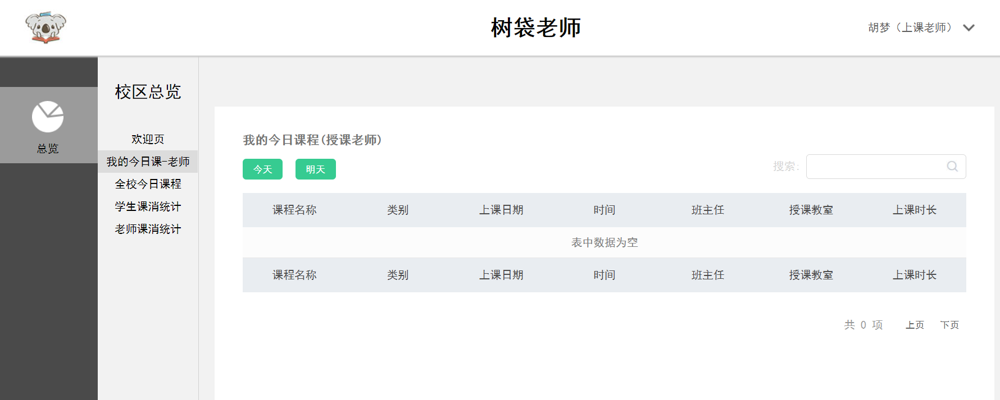 树袋老师
胡梦（上课老师）
总览
校区总览
欢迎页
我的今日课-老师
全校今日课程
学生课消统计
老师课消统计
我的今日课程(授课老师)
今天 明天 搜索:
课程名称 类别 上课日期 时间 班主任 授课教室 上课时长
表中数据为空
课程名称 类别 上课日期 时间 班主任 授课教室 上课时长
共 0 项 上页 下页